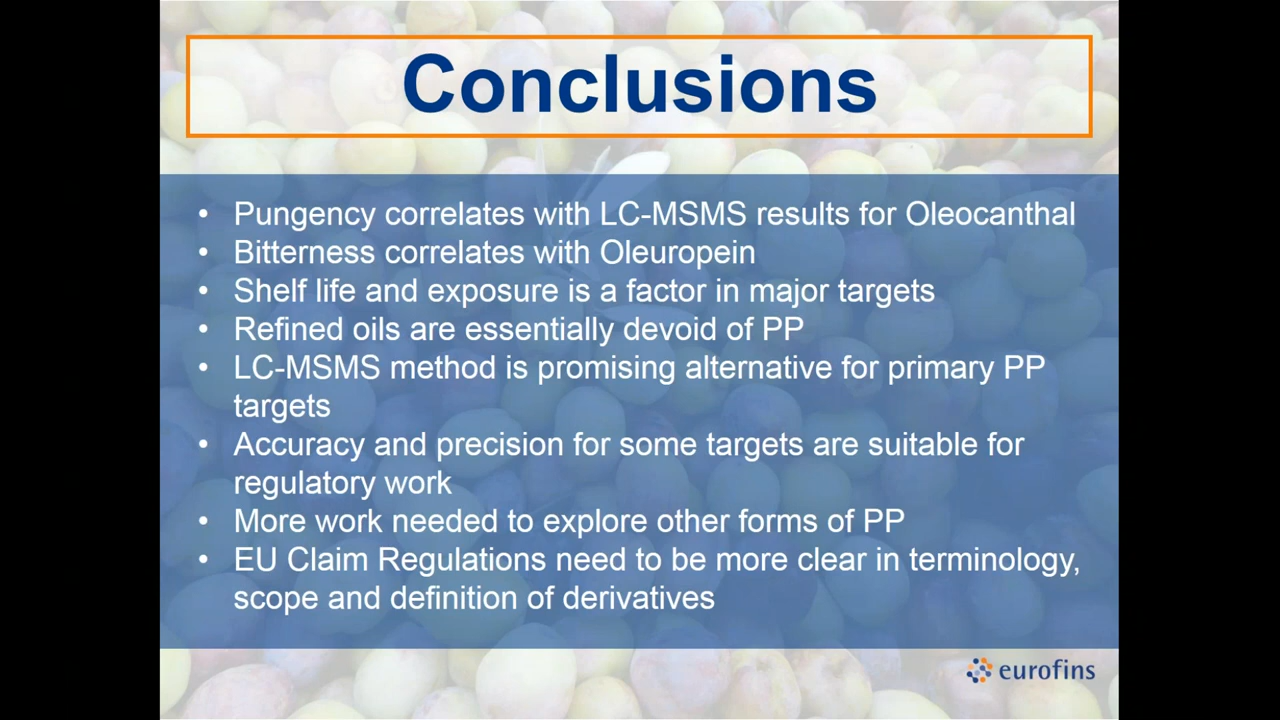 Conclusions
• Pungency correlates with LC-MSMS results for Oleocanthal
• Bitterness correlates with Oleuropein
• Shelf life and exposure is a factor in major targets
• Refined oils are essentially devoid of PP
• LC-MSMS method is promising alternative for primary PP
targets
• Accuracy and precision for some targets are suitable for
regulatory work
• More work needed to explore other forms of PP
• EU Claim Regulations need to be more clear in terminology,
scope and definition of derivatives
eurofins